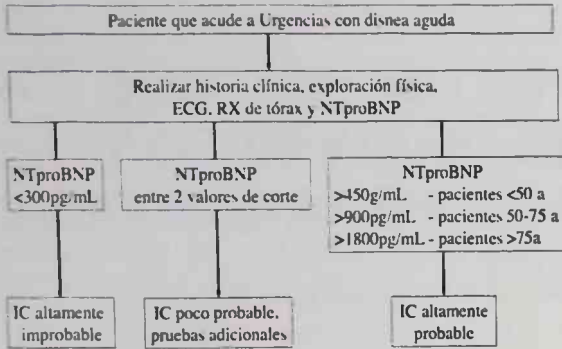 Paciente que acude a Urgencias con disnea aguda
Realizar historia clínica, exploración física,
ECG, RX de tórax y NTproBNP
NTproBNP
<300pg/mL
NTproBNP
entre 2 valores de corte
NTproBNP
>450g/mL - pacientes <50 a
>900pg/mL - pacientes 50-75 a
>1800pg/mL - pacientes >75a
IC altamente
improbable
IC poco probable,
pruebas adicionales
IC altamente
probable